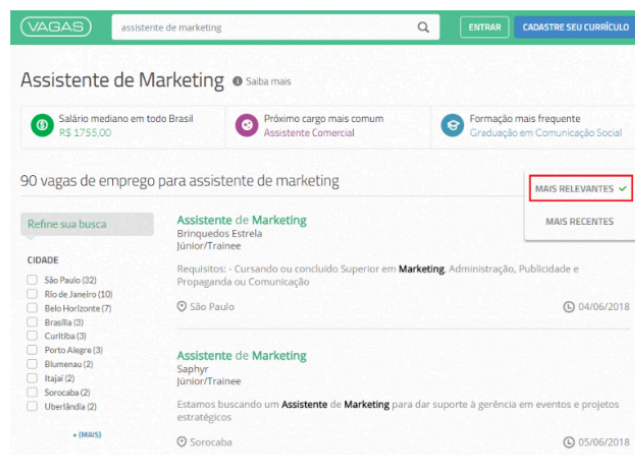 VAGAS
assistente de marketing
ENTRAR
CADASTRE SEU CURRÍCULO
Assistente de Marketing
Saiba mais
Salário mediano em todo Brasil
R$ 1755,00
Próximo cargo mais comum
Assistente Comercial
Formação mais frequente
Graduação em Comunicação Social
90 vagas de emprego para assistente de marketing
MAIS RELEVANTES
MAIS RECENTES
Refine sua busca
CIDADE
São Paulo (32)
Rio de Janeiro (10)
Belo Horizonte (7)
Brasília (3)
Curitiba (3)
Porto Alegre (3)
Blumenau (2)
Itajaí (2)
Sorocaba (2)
Uberlândia (2)
+ (MAIS)
Assistente de Marketing
Brinquedos Estrela
Júnior/Trainee
Requisitos: - Cursando ou concluído Superior em Marketing, Administração, Publicidade e
Propaganda ou Comunicação
São Paulo
04/06/2018
Assistente de Marketing
Saphyr
Júnior/Trainee
Estamos buscando um Assistente de Marketing para dar suporte à gerência em eventos e projetos
estratégicos
Sorocaba
05/06/2018